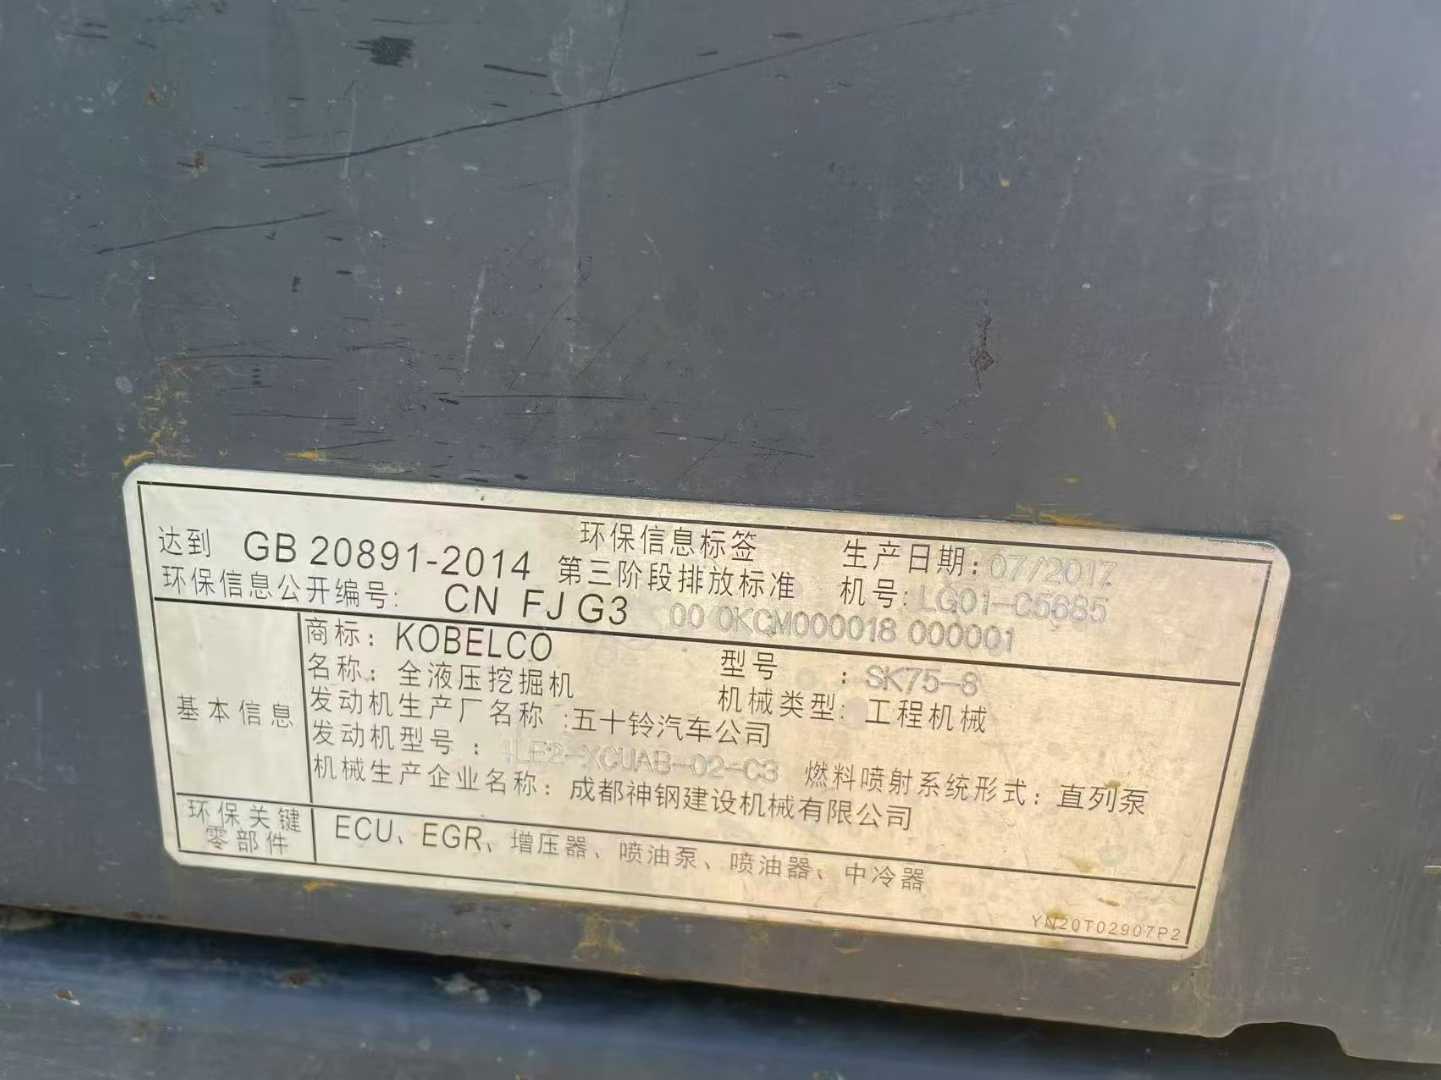 环保信息标签
达到 GB 20891-2014 第三阶段排放标准
生产日期: 07/2017
机号: LG01-C5685
环保信息公开编号: CN FJ G3 00 0KCM000018 000001
基本信息
商标: KOBELCO
型号 : SK75-8
名称: 全液压挖掘机
机械类型: 工程机械
发动机生产厂名称 :五十铃汽车公司
发动机型号 : 4LE2-XCUAB-02-C3
燃料喷射系统形式: 直列泵
机械生产企业名称: 成都神钢建设机械有限公司
环保关键
零部件
ECU、EGR、增压器、喷油泵、喷油器、中冷器
YN20T02907P2